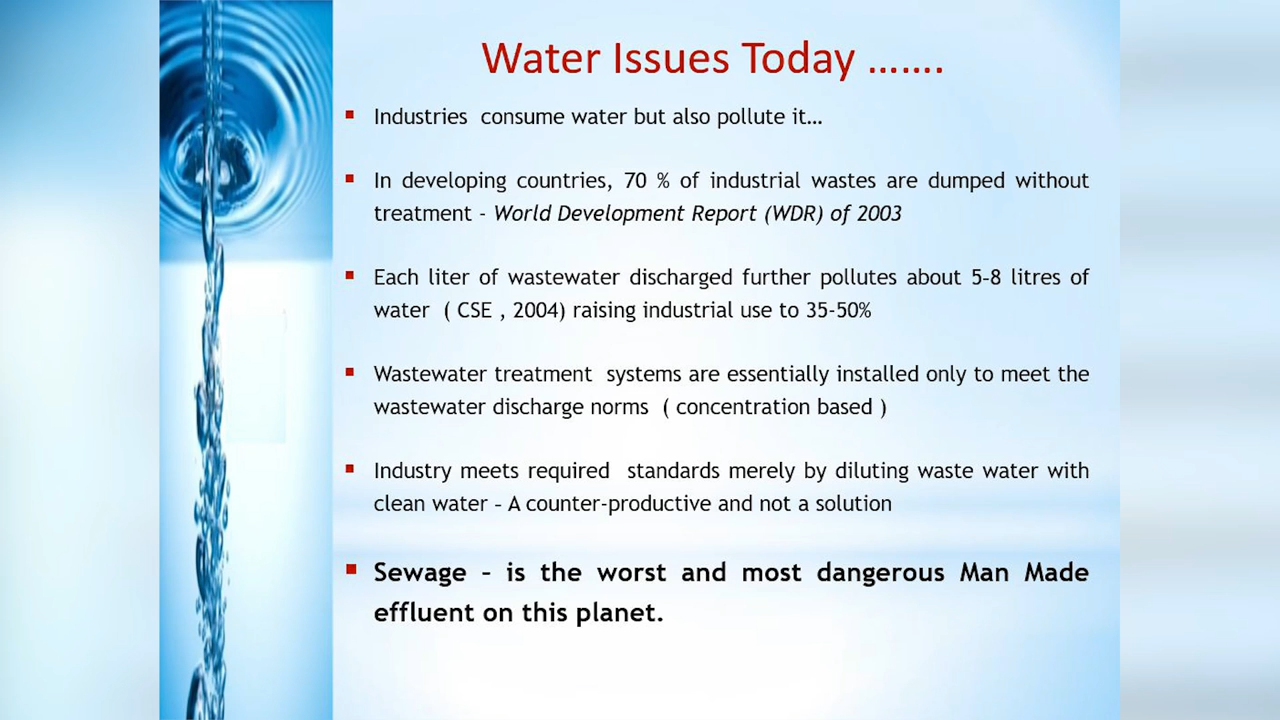 Water Issues Today …….
▪ Industries consume water but also pollute it…
▪ In developing countries, 70 % of industrial wastes are dumped without
treatment - World Development Report (WDR) of 2003
▪ Each liter of wastewater discharged further pollutes about 5-8 litres of
water ( CSE , 2004) raising industrial use to 35-50%
▪ Wastewater treatment systems are essentially installed only to meet the
wastewater discharge norms ( concentration based )
▪ Industry meets required standards merely by diluting waste water with
clean water – A counter-productive and not a solution
▪ Sewage – is the worst and most dangerous Man Made
effluent on this planet.